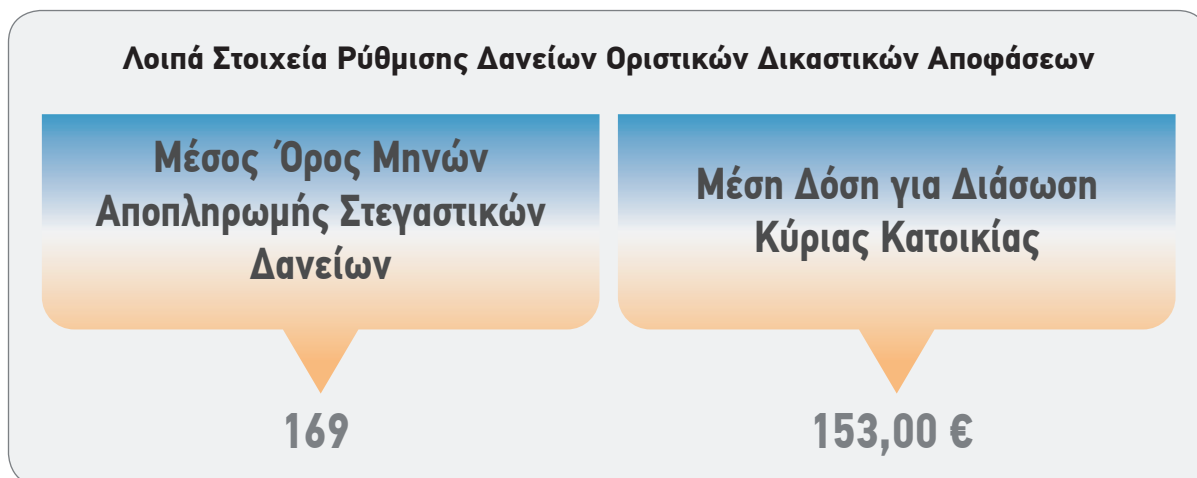 Λοιπά Στοιχεία Ρύθμισης Δανείων Οριστικών Δικαστικών Αποφάσεων
Μέσος Όρος Μηνών
Αποπληρωμής Στεγαστικών
Δανείων
169
Μέση Δόση για Διάσωση
Κύριας Κατοικίας
153,00 €